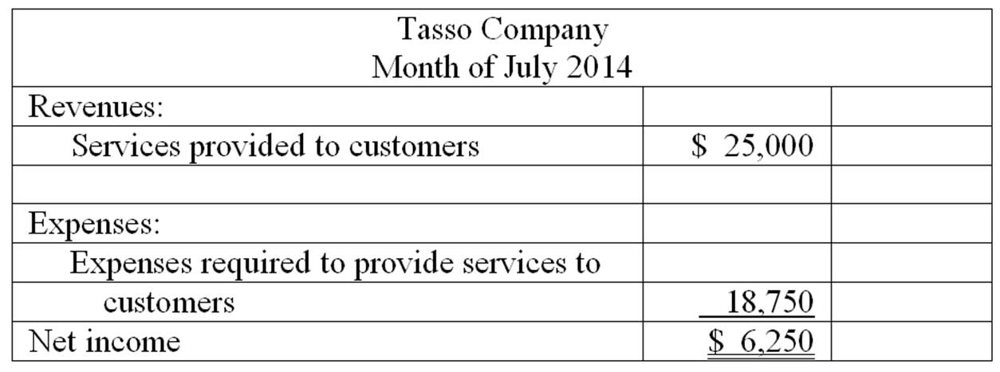 Tasso Company
Month of July 2014
Revenues:
Services provided to customers $ 25,000
Expenses:
Expenses required to provide services to
customers 18,750
Net income $ 6,250